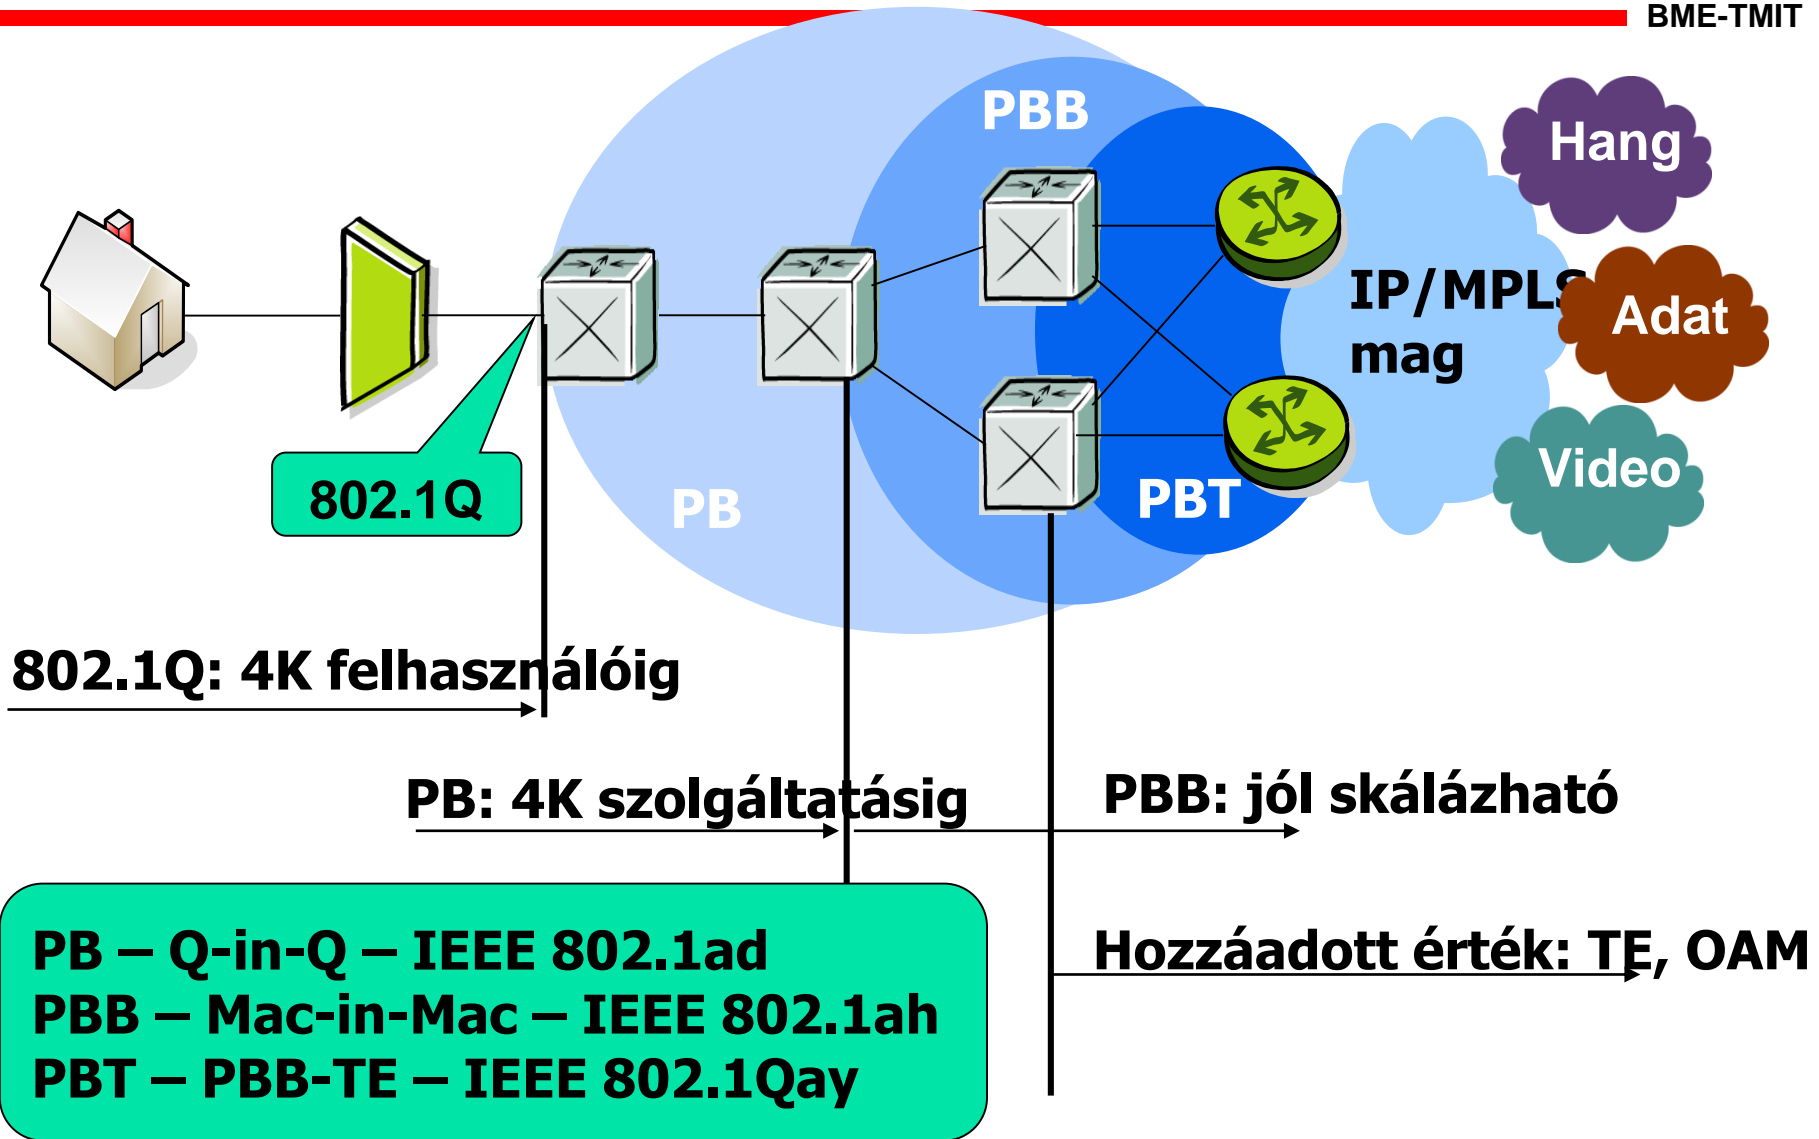 BME-TMIT
PBB
Hang
IP/MPLS
mag
Adat
Video
802.1Q
PB
PBT
802.1Q: 4K felhasználóig
PB: 4K szolgáltatásig
PBB: jól skálázható
Hozzáadott érték: TE, OAM
PB – Q-in-Q – IEEE 802.1ad
PBB – Mac-in-Mac – IEEE 802.1ah
PBT – PBB-TE – IEEE 802.1Qay